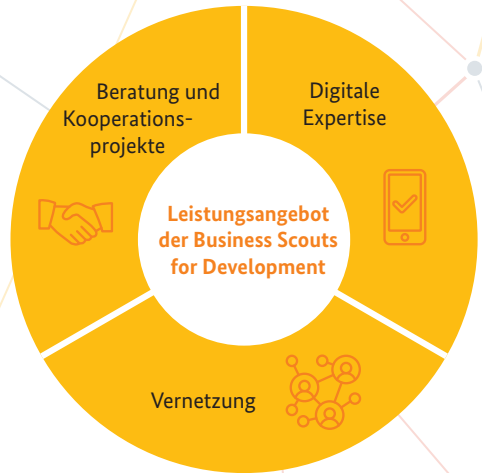 Beratung und
Kooperations-
projekte
Digitale
Expertise
Leistungsangebot
der Business Scouts
for Development
Vernetzung